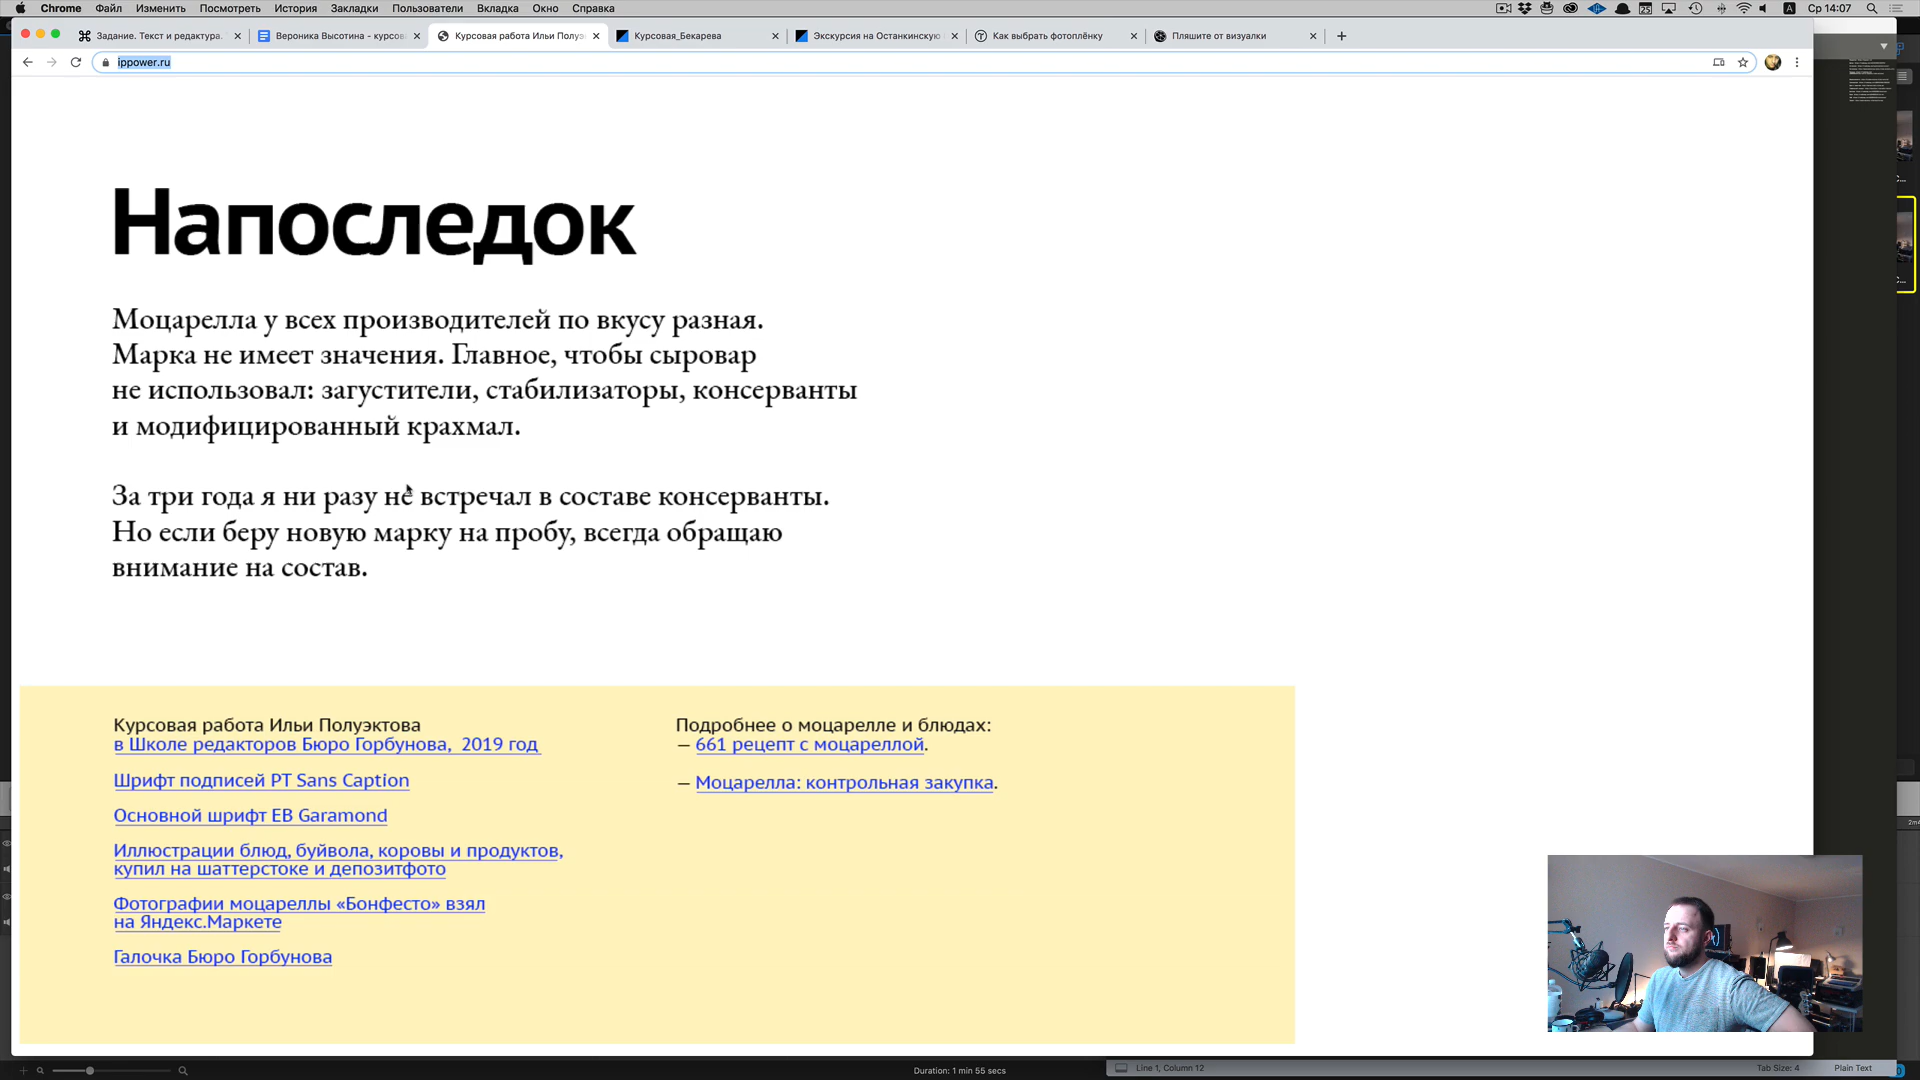 Chrome Файл Изменить Посмотреть История Закладки Пользователи Вкладка Окно Справка
25 A Ср 14:07
Задание. Текст и редактура.
Вероника Высотина - курсов
Курсовая работа Ильи Полуэ
Курсовая_Бекарева
Экскурсия на Останкинскую
Как выбрать фотоплёнку
Пляшите от визуалки
ippower.ru
Напоследок
Моцарелла у всех производителей по вкусу разная.
Марка не имеет значения. Главное, чтобы сыровар
не использовал: загустители, стабилизаторы, консерванты
и модифицированный крахмал.
За три года я ни разу не встречал в составе консерванты.
Но если беру новую марку на пробу, всегда обращаю
внимание на состав.
Курсовая работа Ильи Полуэктова
в Школе редакторов Бюро Горбунова, 2019 год
Шрифт подписей PT Sans Caption
Основной шрифт EB Garamond
Иллюстрации блюд, буйвола, коровы и продуктов,
купил на шаттерстоке и депозитфото
Фотографии моцареллы «Бонфесто» взял
на Яндекс.Маркете
Галочка Бюро Горбунова
Подробнее о моцарелле и блюдах:
— 661 рецепт с моцареллой.
— Моцарелла: контрольная закупка.
Duration: 1 min 55 secs
Line 1, Column 12
Tab Size: 4
Plain Text